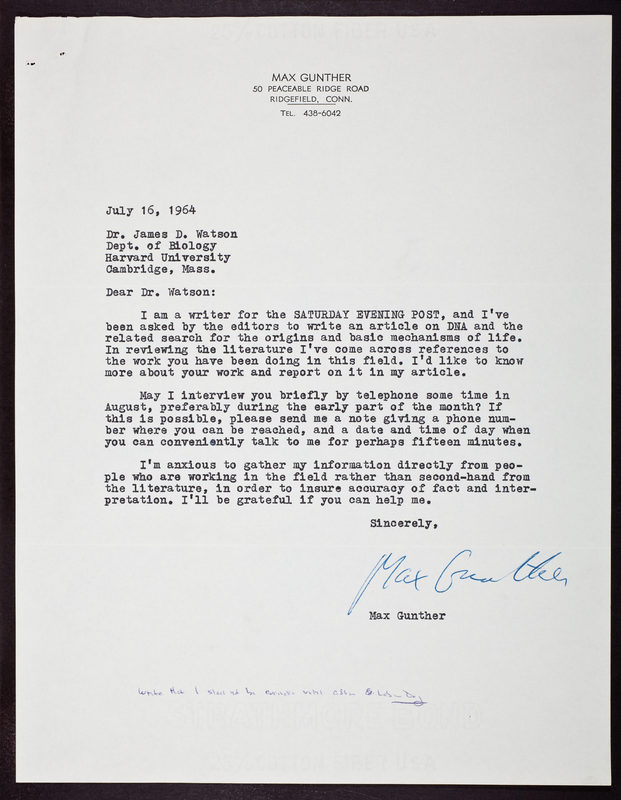 MAX GUNTHER
50 PEACEABLE RIDGE ROAD
RIDGEFIELD, CONN.
TEL. 438-6042
July 16, 1964
Dr. James D. Watson
Dept. of Biology
Harvard University
Cambridge, Mass.
Dear Dr. Watson:
I am a writer for the SATURDAY EVENING POST, and I've
been asked by the editors to write an article on DNA and the
related search for the origins and basic mechanisms of life.
In reviewing the literature I've come across references to
the work you have been doing in this field. I'd like to know
more about your work and report on it in my article.
May I interview you briefly by telephone some time in
August, preferably during the early part of the month? If
this is possible, please send me a note giving a phone num-
ber where you can be reached, and a date and time of day when
you can conveniently talk to me for perhaps fifteen minutes.
I'm anxious to gather my information directly from peo-
ple who are working in the field rather than second-hand from
the literature, in order to insure accuracy of fact and inter-
pretation. I'll be grateful if you can help me.
Sincerely,
Max Gunther
Max Gunther
write that I shall not be until after Labor Day